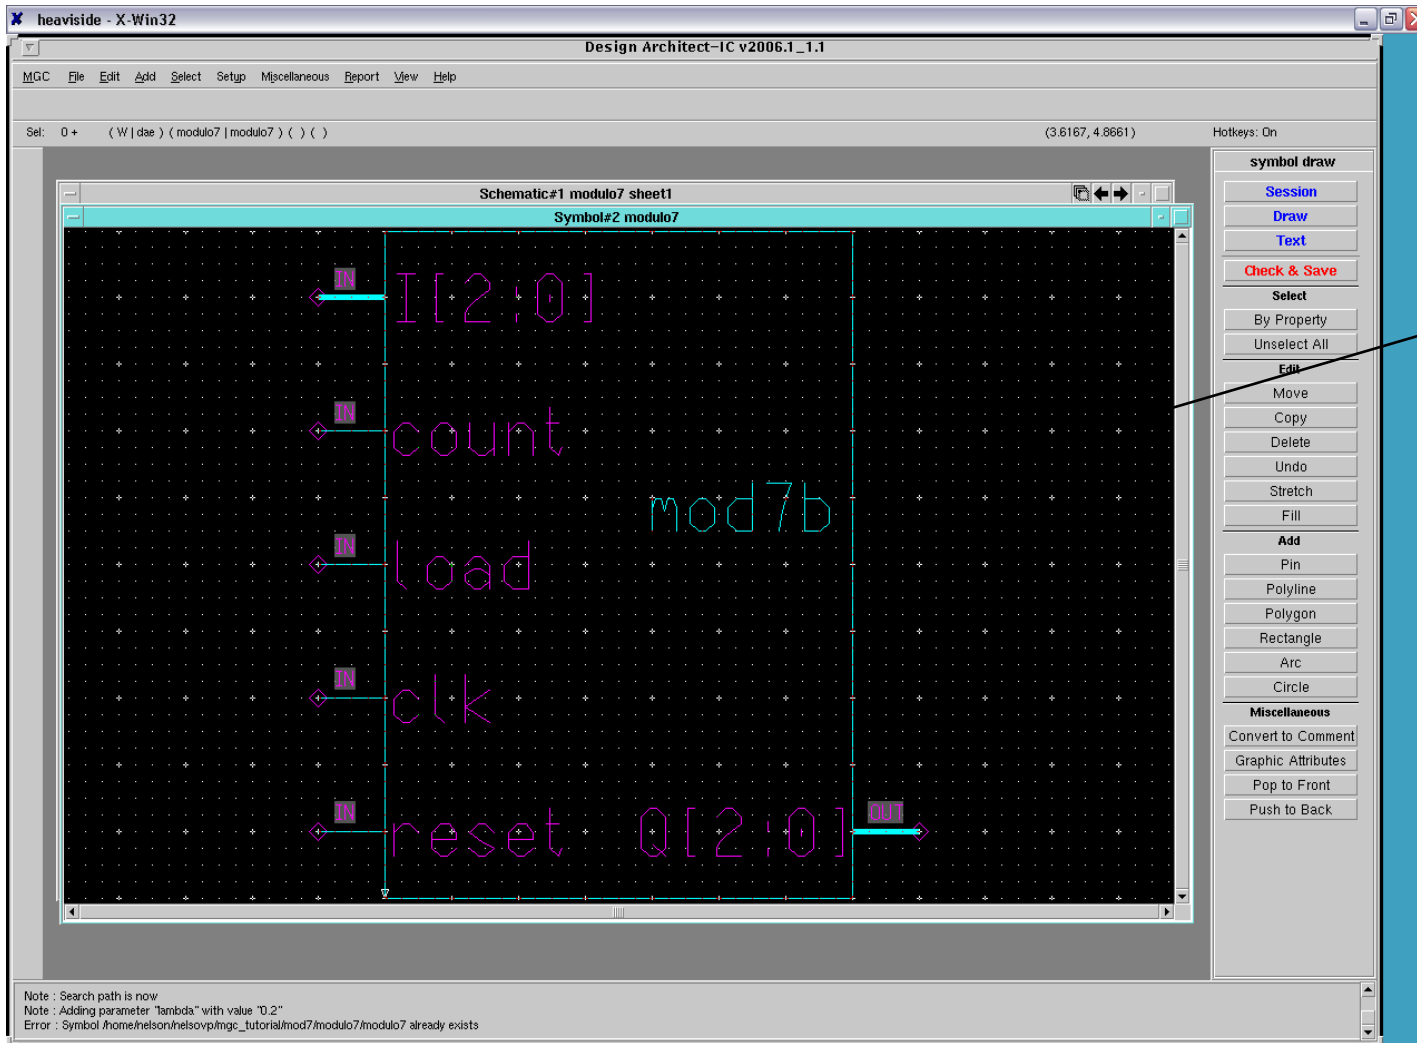 heaviside - X-Win32
Design Architect-IC v2006.1_1.1
MGC File Edit Add Select Setup Miscellaneous Report View Help
Sel: 0 + ( W | dae ) ( modulo7 | modulo7 ) ( ) ( ) (3.6167, 4.8661) Hotkeys: On
Schematic#1 modulo7 sheet1
Symbol#2 modulo7
IN
I[2:0]
IN
count
mod7b
IN
load
IN
clk
IN
reset
Q[2:0]
OUT
symbol draw
Session
Draw
Text
Check & Save
Select
By Property
Unselect All
Edit
Move
Copy
Delete
Undo
Stretch
Fill
Add
Pin
Polyline
Polygon
Rectangle
Arc
Circle
Miscellaneous
Convert to Comment
Graphic Attributes
Pop to Front
Push to Back
Note : Search path is now
Note : Adding parameter "lambda" with value "0.2"
Error : Symbol /home/nelson/nelsovp/mgc_tutorial/mod7/modulo7/modulo7 already exists